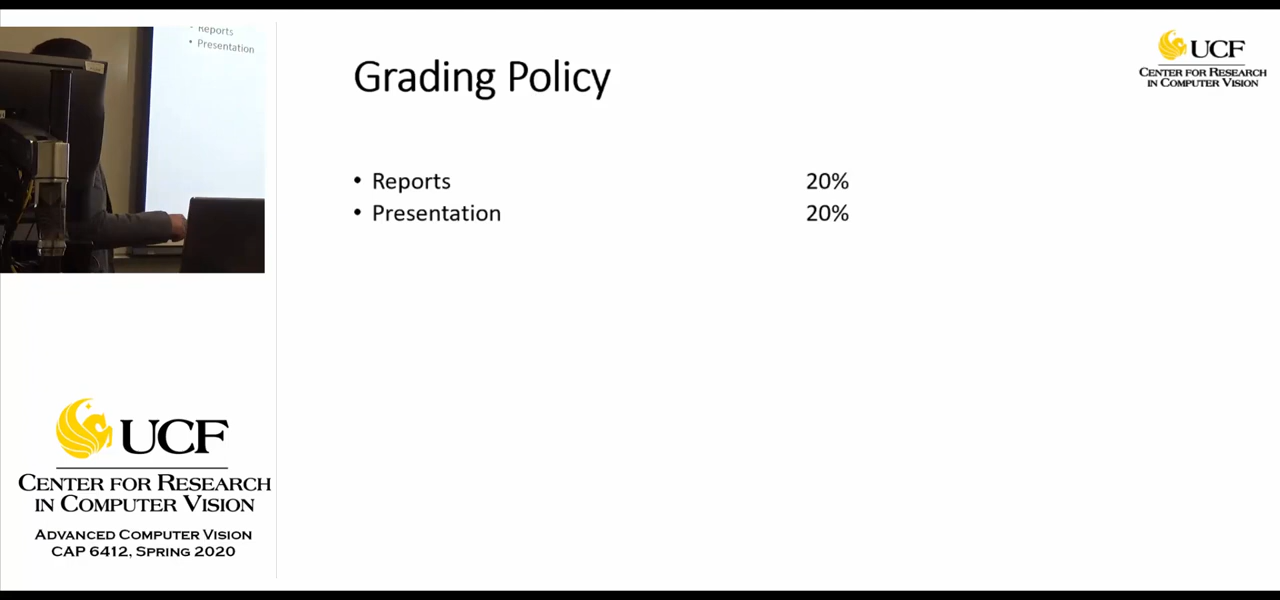 Reports
• Presentation
Grading Policy
• Reports 20%
• Presentation 20%
UCF
CENTER FOR RESEARCH
IN COMPUTER VISION
UCF
CENTER FOR RESEARCH
IN COMPUTER VISION
ADVANCED COMPUTER VISION
CAP 6412, SPRING 2020